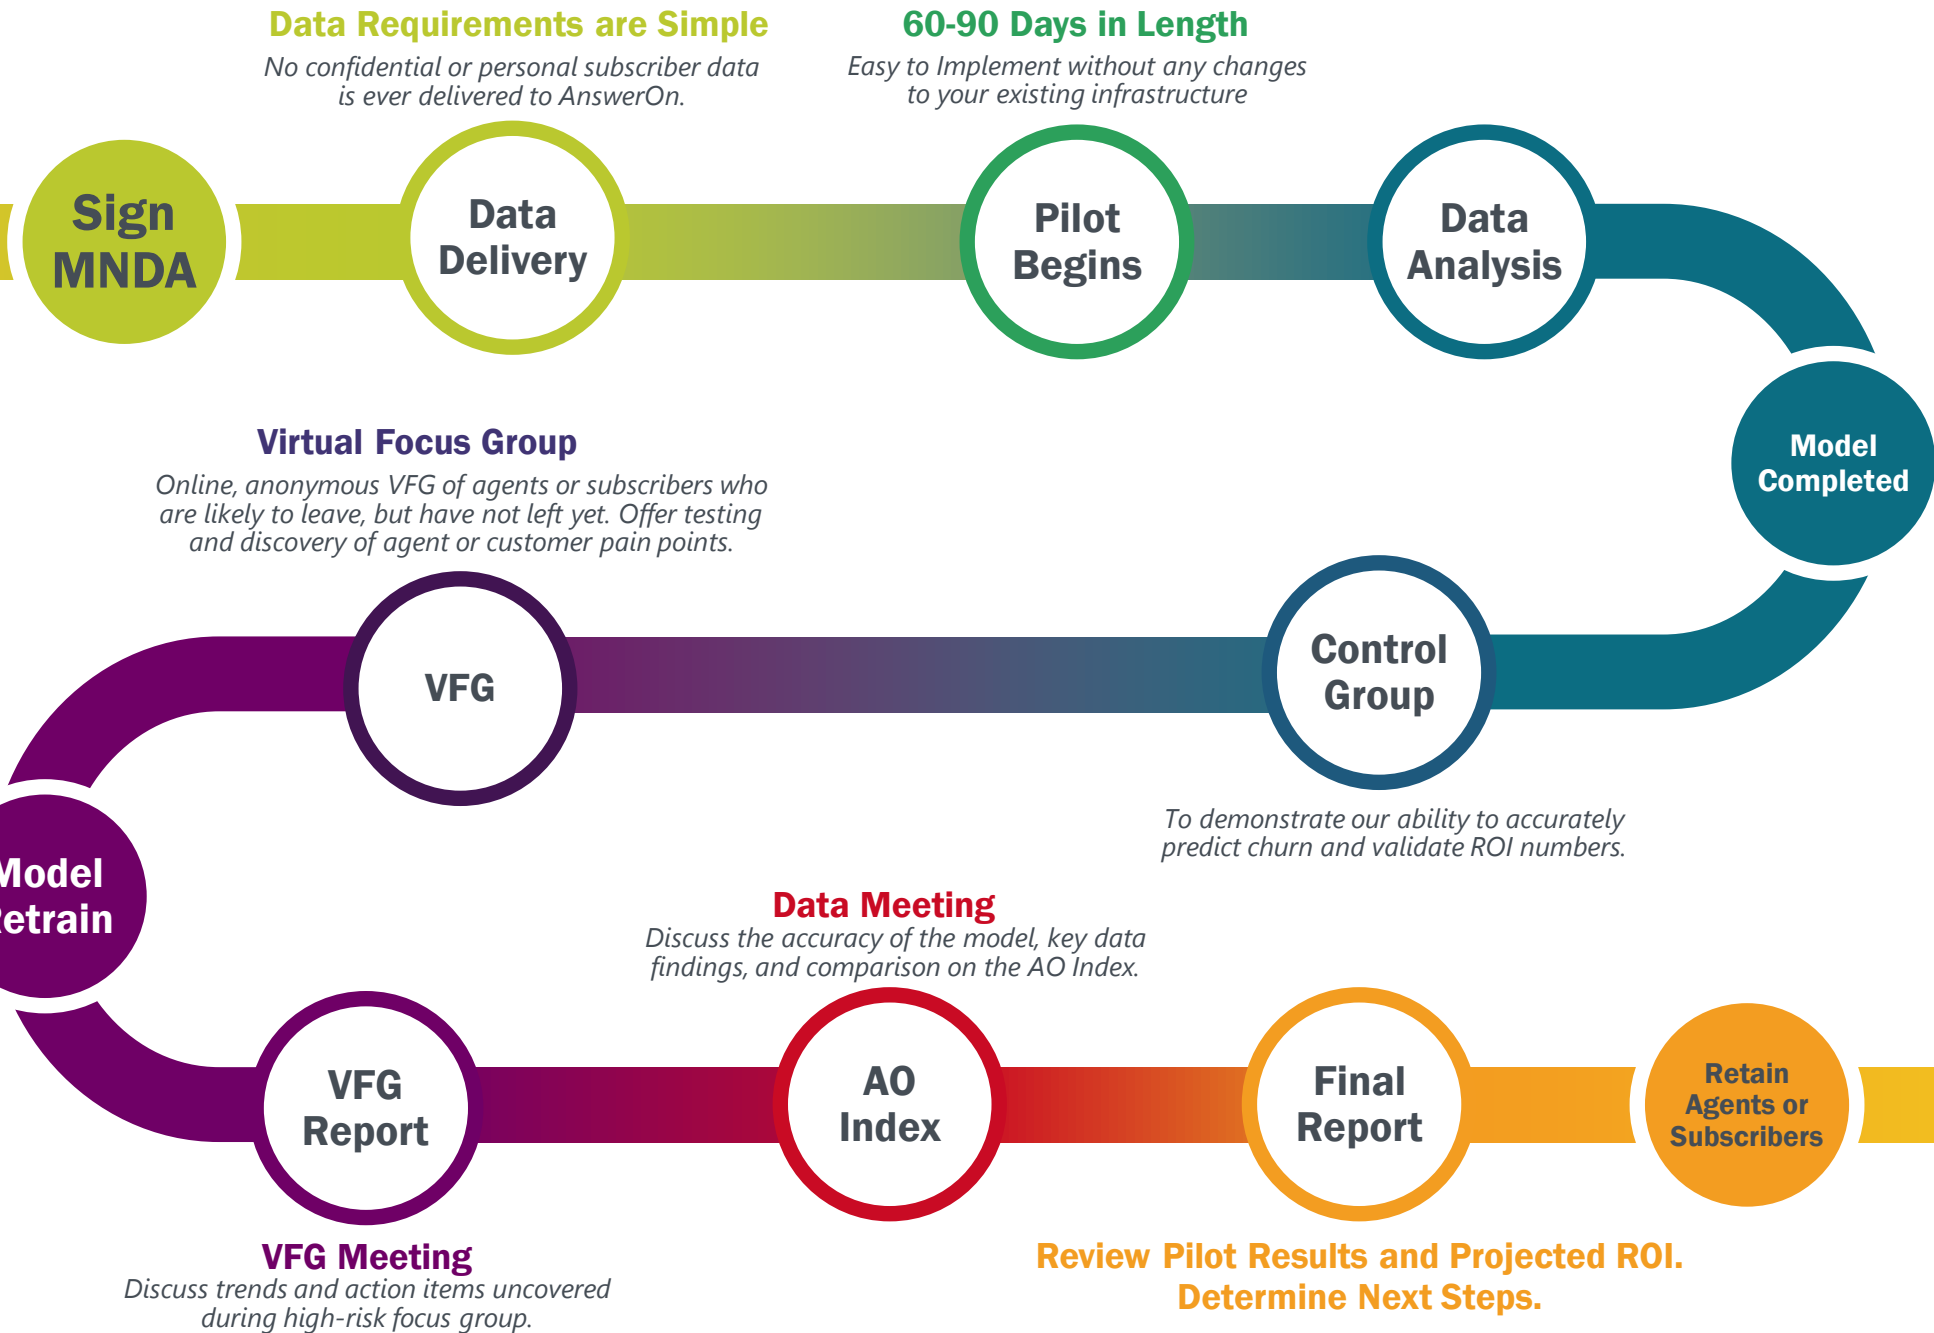 Data Requirements are Simple
No confidential or personal subscriber data
is ever delivered to AnswerOn.
60-90 Days in Length
Easy to Implement without any changes
to your existing infrastructure
Sign
MNDA
Data
Delivery
Pilot
Begins
Data
Analysis
Model
Completed
Control
Group
To demonstrate our ability to accurately
predict churn and validate ROI numbers.
Virtual Focus Group
Online, anonymous VFG of agents or subscribers who
are likely to leave, but have not left yet. Offer testing
and discovery of agent or customer pain points.
VFG
Model
Retrain
VFG
Report
VFG Meeting
Discuss trends and action items uncovered
during high-risk focus group.
Data Meeting
Discuss the accuracy of the model, key data
findings, and comparison on the AO Index.
AO
Index
Final
Report
Review Pilot Results and Projected ROI.
Determine Next Steps.
Retain
Agents or
Subscribers